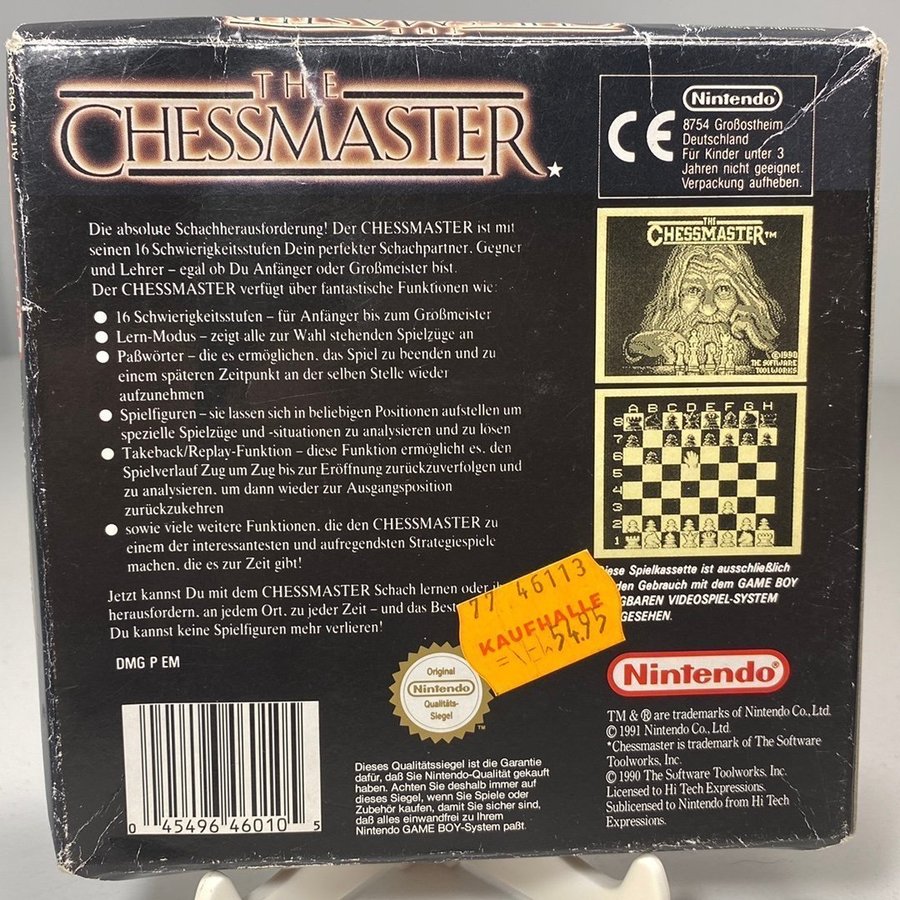 THE
CHESSMASTER
Nintendo
CE
8754 Großostheim
Deutschland
Für Kinder unter 3
Jahren nicht geeignet.
Verpackung aufheben.
Die absolute Schachherausforderung! Der CHESSMASTER ist mit
seinen 16 Schwierigkeitsstufen Dein perfekter Schachpartner, Gegner
und Lehrer – egal ob Du Anfänger oder Großmeister bist.
Der CHESSMASTER verfügt über fantastische Funktionen wie:
● 16 Schwierigkeitsstufen – für Anfänger bis zum Großmeister
● Lern-Modus – zeigt alle zur Wahl stehenden Spielzüge an
● Paßwörter – die es ermöglichen, das Spiel zu beenden und zu
einem späteren Zeitpunkt an der selben Stelle wieder
aufzunehmen
● Spielfiguren – sie lassen sich in beliebigen Positionen aufstellen um
spezielle Spielzüge und -situationen zu analysieren und zu lösen
● Takeback/Replay-Funktion – diese Funktion ermöglicht es, den
Spielverlauf Zug um Zug bis zur Eröffnung zurückzuverfolgen und
zu analysieren, um dann wieder zur Ausgangsposition
zurückzukehren
● sowie viele weitere Funktionen, die den CHESSMASTER zu
einem der interessantesten und aufregendsten Strategiespiele
machen, die es zur Zeit gibt!
Jetzt kannst Du mit dem CHESSMASTER Schach lernen oder
herausfordern, an jedem Ort, zu jeder Zeit – und das
Du kannst keine Spielfiguren mehr verlieren!
DMG P EM
THE
CHESSMASTER™
©1990
THE SOFTWARE
TOOLWORKS
A B C D E F G H
8
7
6
5
4
3
2
1
Spielkassette ist ausschließlich
den Gebrauch mit dem GAME BOY
VIDEOSPIEL-SYSTEM
77 46113
KAUFHALLE
54.95
Original
Nintendo
Qualitäts-
Siegel
Dieses Qualitätssiegel ist die Garantie
dafür, daß Sie Nintendo-Qualität gekauft
haben. Achten Sie deshalb immer auf
dieses Siegel, wenn Sie Spiele oder
Zubehör kaufen, damit Sie sicher sind,
daß alles einwandfrei zu Ihrem
Nintendo GAME BOY-System paßt.
0 45496 46010 5
Nintendo®
TM & ® are trademarks of Nintendo Co., Ltd.
© 1991 Nintendo Co., Ltd.
*Chessmaster is trademark of The Software
Toolworks, Inc.
© 1990 The Software Toolworks, Inc.
Licensed to Hi Tech Expressions.
Sublicensed to Nintendo from Hi Tech
Expressions.